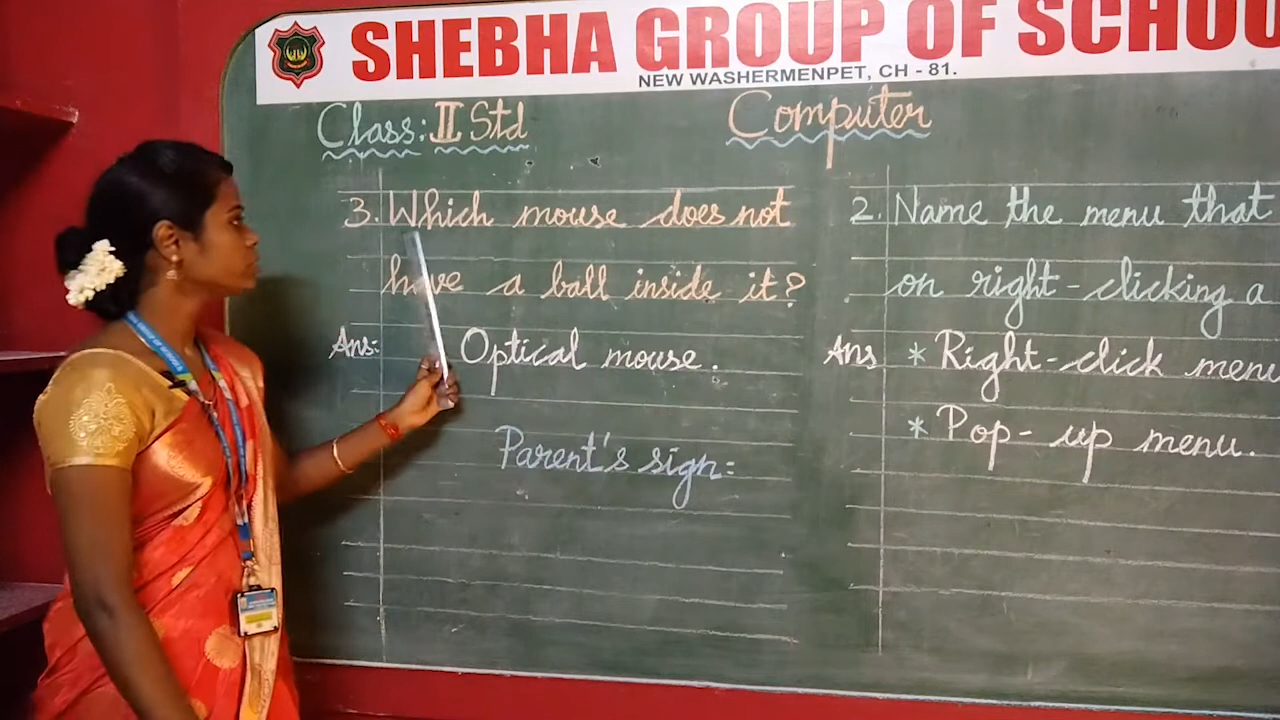 SHEBHA GROUP OF SCHOO
NEW WASHERMENPET, CH - 81.
Class: II Std
Computer
3. Which mouse does not
have a ball inside it?
Ans: Optical mouse.
Parent's sign:
2. Name the menu that
on right-clicking a
Ans * Right-click menu
* Pop-up menu.